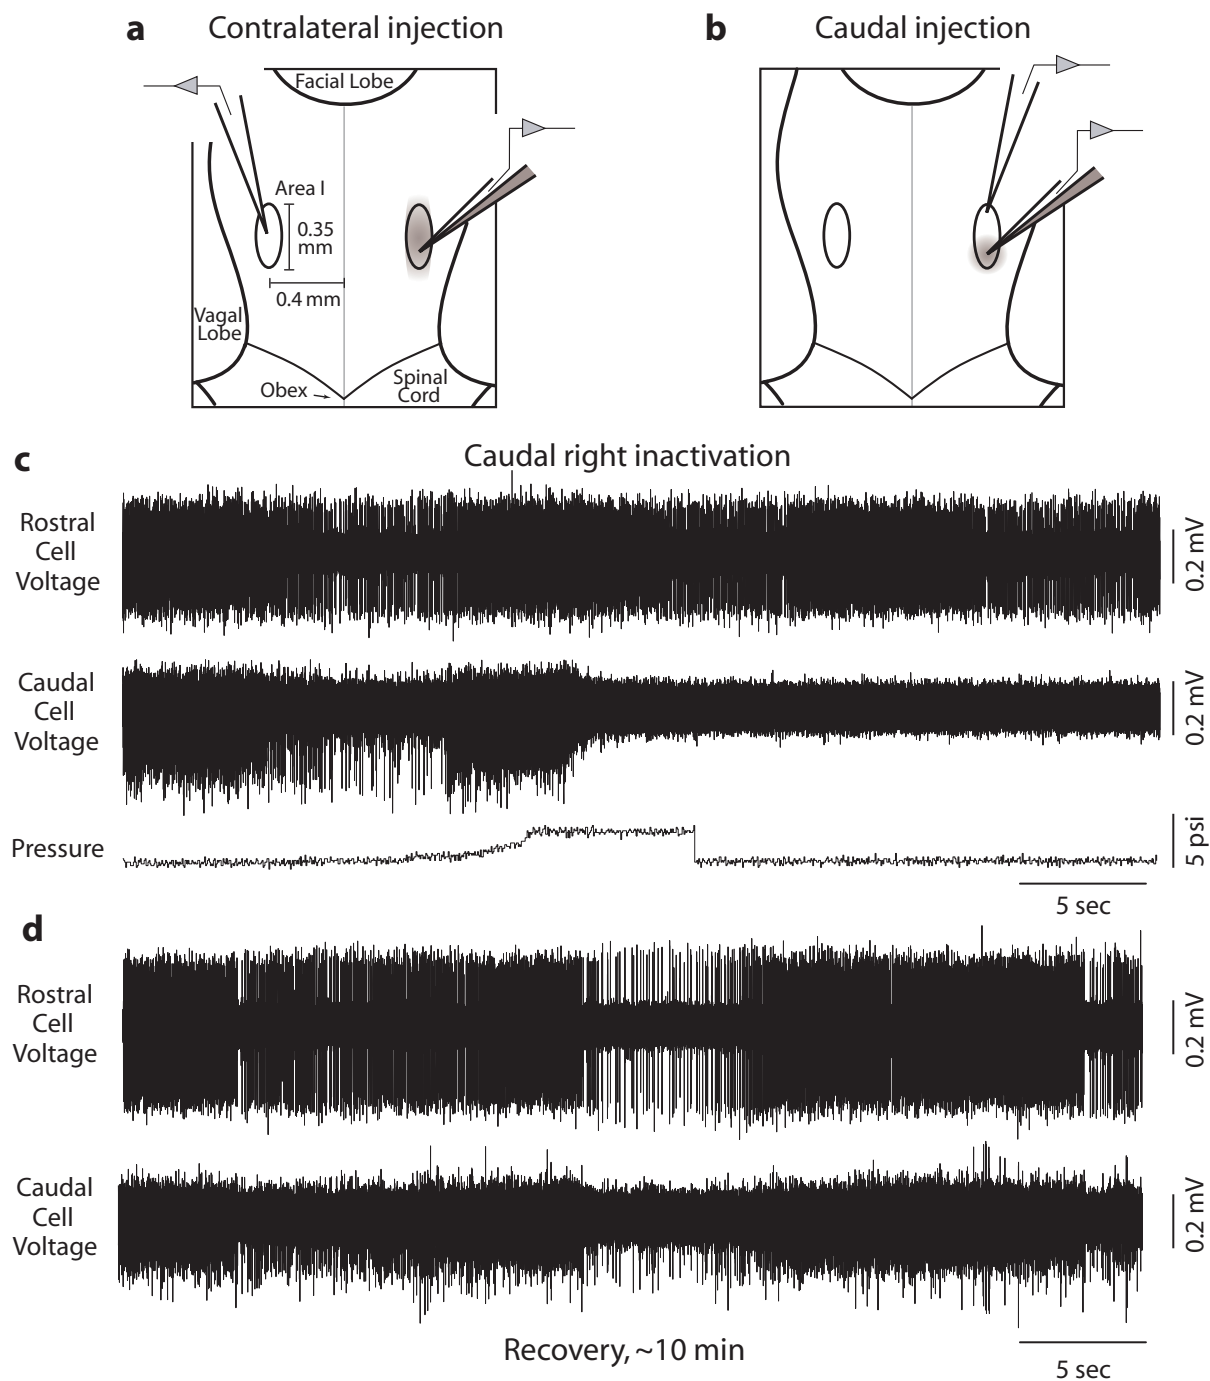 a Contralateral injection
b Caudal injection
Facial Lobe
Area I
0.35
mm
0.4 mm
Vagal
Lobe
Obex
Spinal
Cord
c Caudal right inactivation
Rostral
Cell
Voltage
0.2 mV
Caudal
Cell
Voltage
0.2 mV
Pressure
5 psi
5 sec
d
Rostral
Cell
Voltage
0.2 mV
Caudal
Cell
Voltage
0.2 mV
Recovery, ~10 min
5 sec